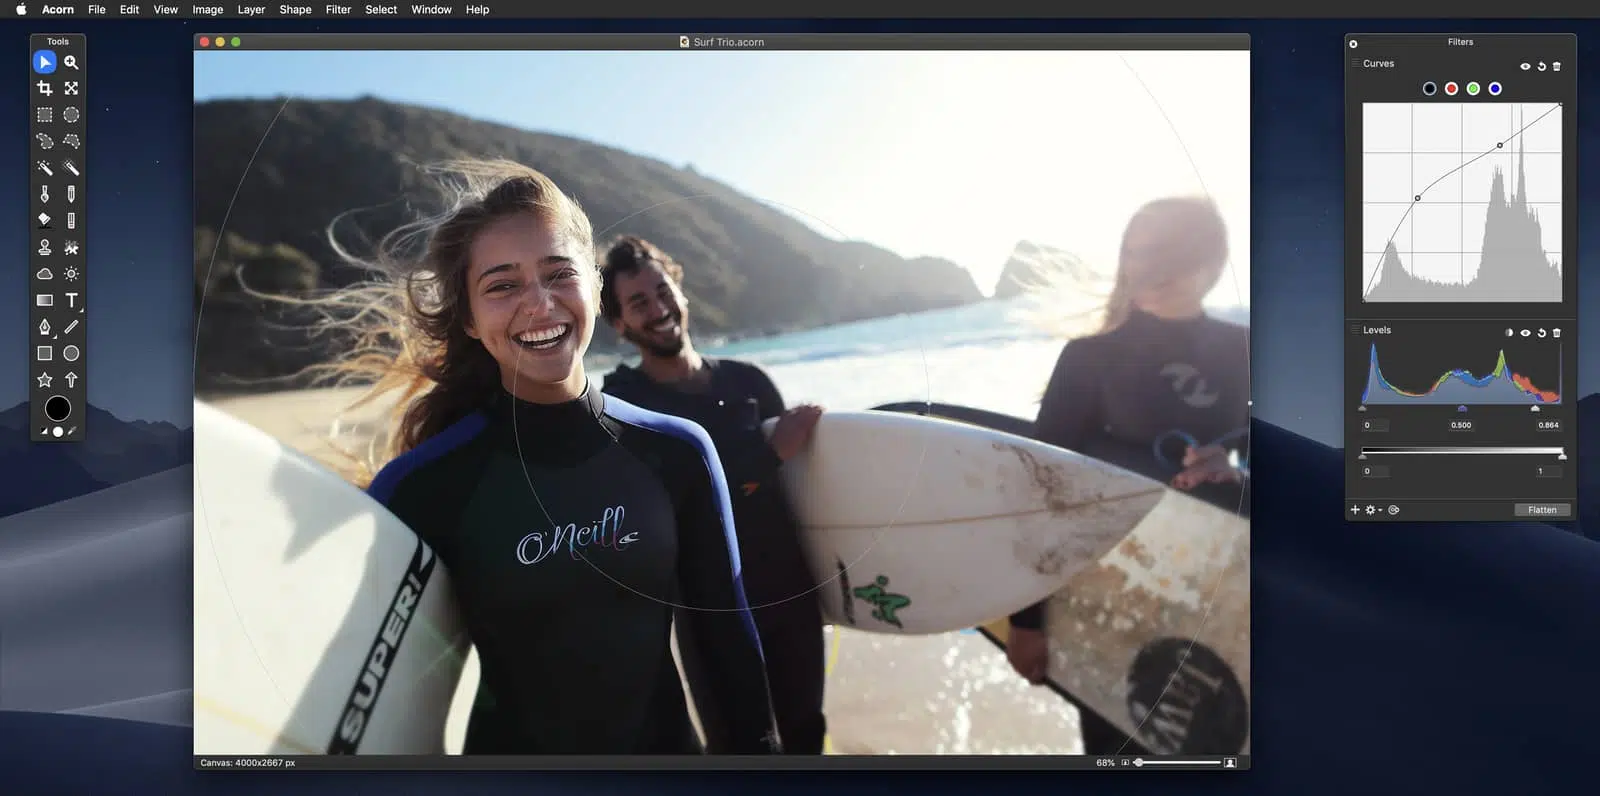 Acorn File Edit View Image Layer Shape Filter Select Window Help
Tools
Surf Trio.acorn
Filters
Curves
Levels
0 0.500 0.864
0 1
Flatten
T
O'Neill
SUPER
Canvas: 4000x2667 px
68%